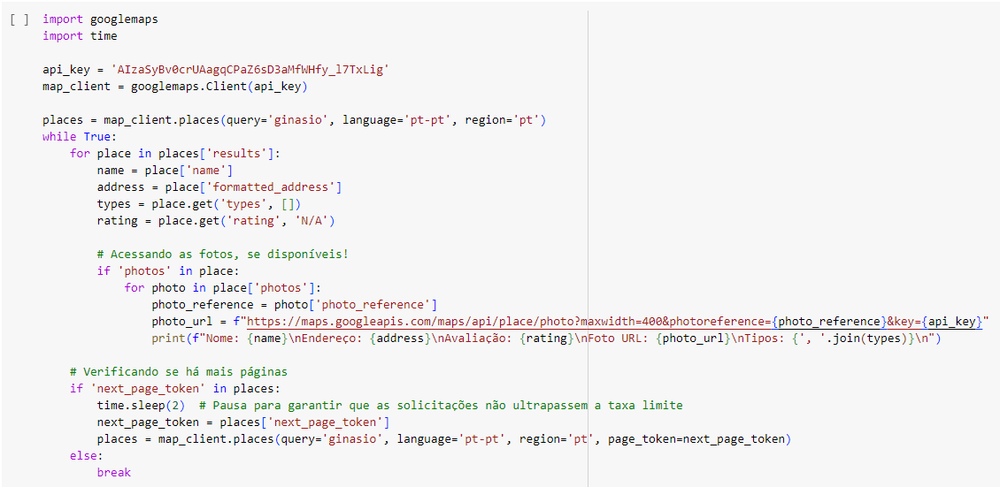 [ ] import googlemaps
import time
api_key = 'AIzaSyBv0crUAagqCPaZ6sD3aMfWHfy_l7TxLig'
map_client = googlemaps.Client(api_key)
places = map_client.places(query='ginasio', language='pt-pt', region='pt')
while True:
    for place in places['results']:
        name = place['name']
        address = place['formatted_address']
        types = place.get('types', [])
        rating = place.get('rating', 'N/A')
        # Acessando as fotos, se disponíveis!
        if 'photos' in place:
            for photo in place['photos']:
                photo_reference = photo['photo_reference']
                photo_url = f"https://maps.googleapis.com/maps/api/place/photo?maxwidth=400&photoreference={photo_reference}&key={api_key}"
                print(f"Nome: {name}\nEndereço: {address}\nAvaliação: {rating}\nFoto URL: {photo_url}\nTipos: {', '.join(types)}\n")
    # Verificando se há mais páginas
    if 'next_page_token' in places:
        time.sleep(2)  # Pausa para garantir que as solicitações não ultrapassem a taxa limite
        next_page_token = places['next_page_token']
        places = map_client.places(query='ginasio', language='pt-pt', region='pt', page_token=next_page_token)
    else:
        break